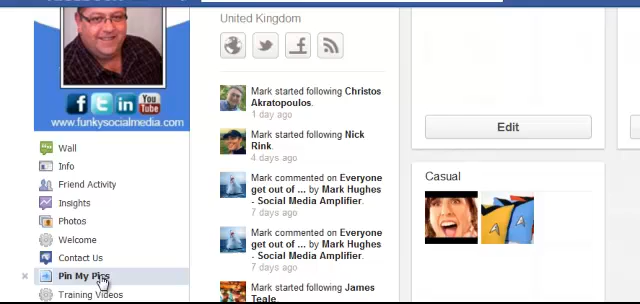 You
Tube
www.funkysocialmedia.com
Wall
Info
Friend Activity
Insights
Photos
Welcome
Contact Us
Pin My Pics
Training Videos
United Kingdom
Mark started following Christos
Akratopoulos.
1 day ago
Mark started following Nick
Rink.
4 days ago
Mark commented on Everyone
get out of ... by Mark Hughes
- Social Media Amplifier.
7 days ago
Mark commented on Everyone
get out of ... by Mark Hughes
- Social Media Amplifier.
7 days ago
Mark started following James
Teale.
Edit
Casual